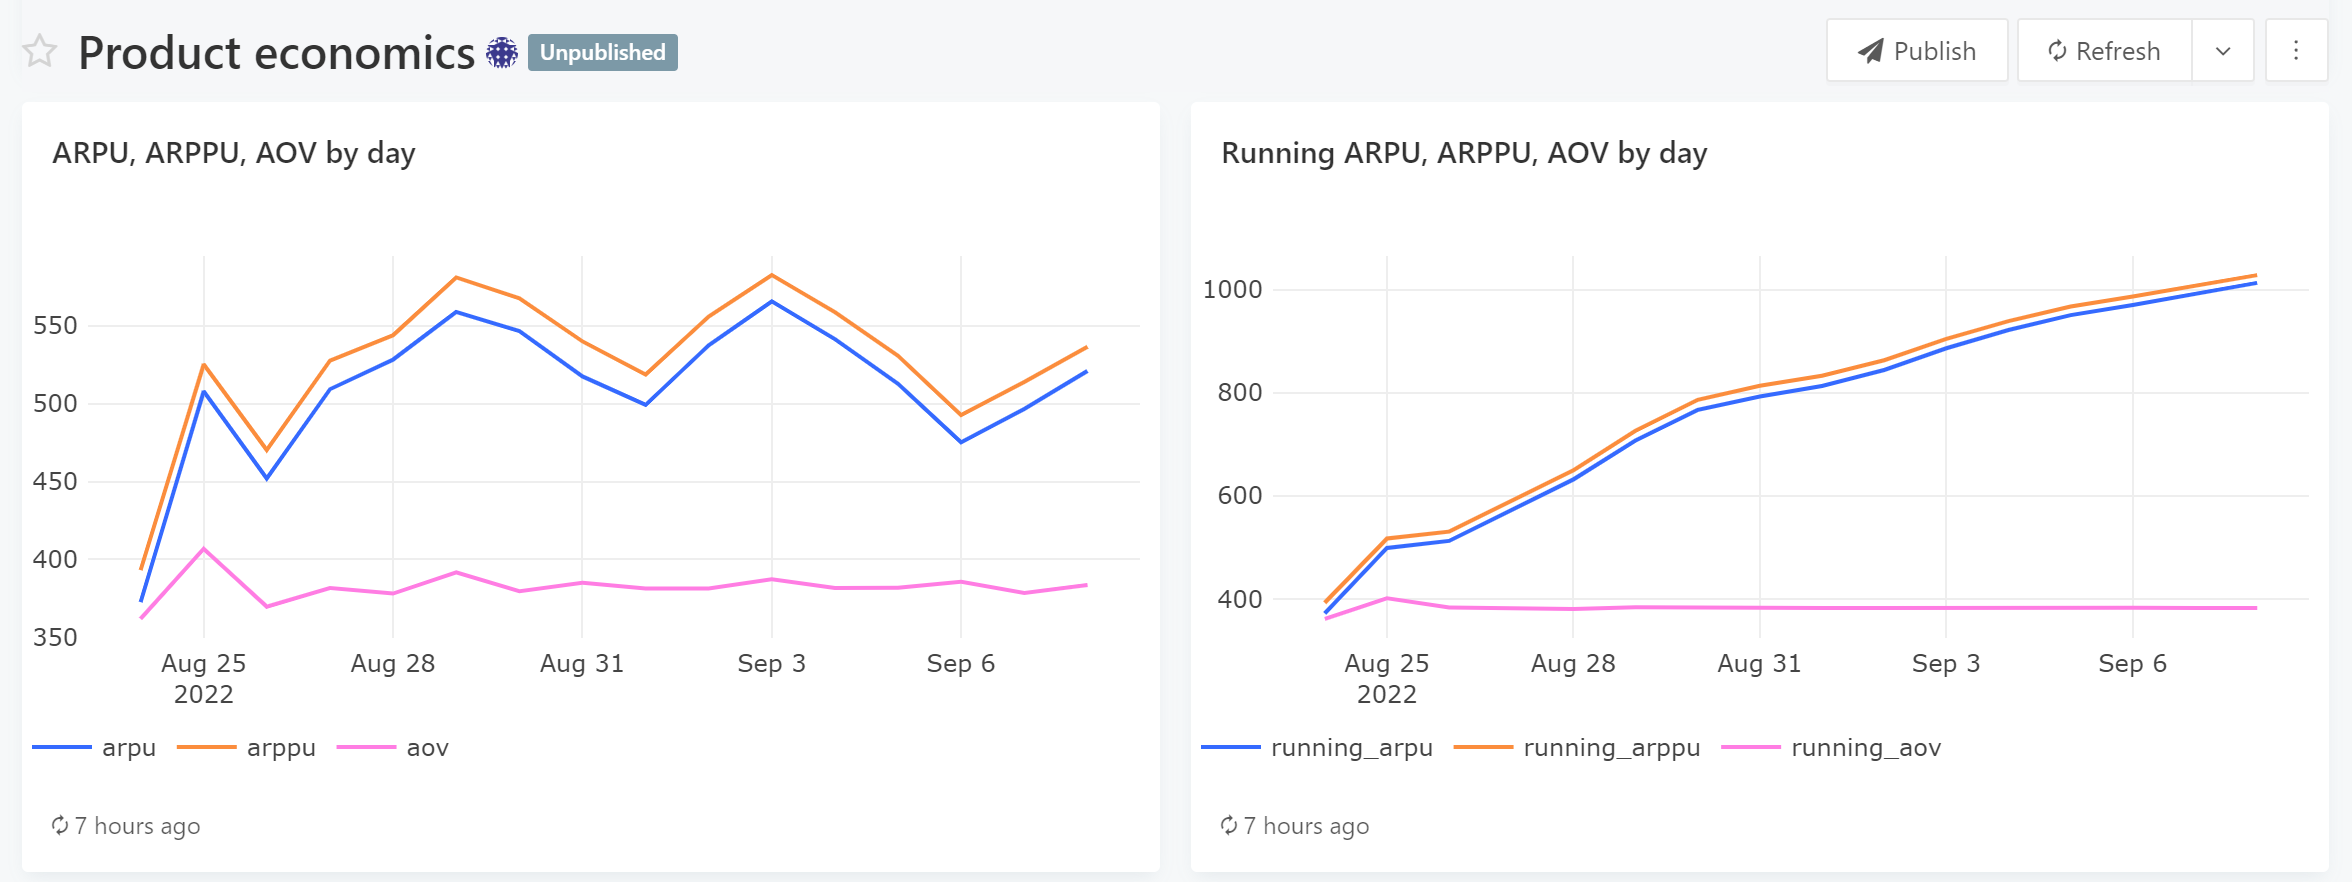 Product economics Unpublished
Publish Refresh
ARPU, ARPPU, AOV by day
550
500
450
400
350
Aug 25 Aug 28 Aug 31 Sep 3 Sep 6
2022
arpu arppu aov
7 hours ago
Running ARPU, ARPPU, AOV by day
1000
800
600
400
Aug 25 Aug 28 Aug 31 Sep 3 Sep 6
2022
running_arpu running_arppu running_aov
7 hours ago